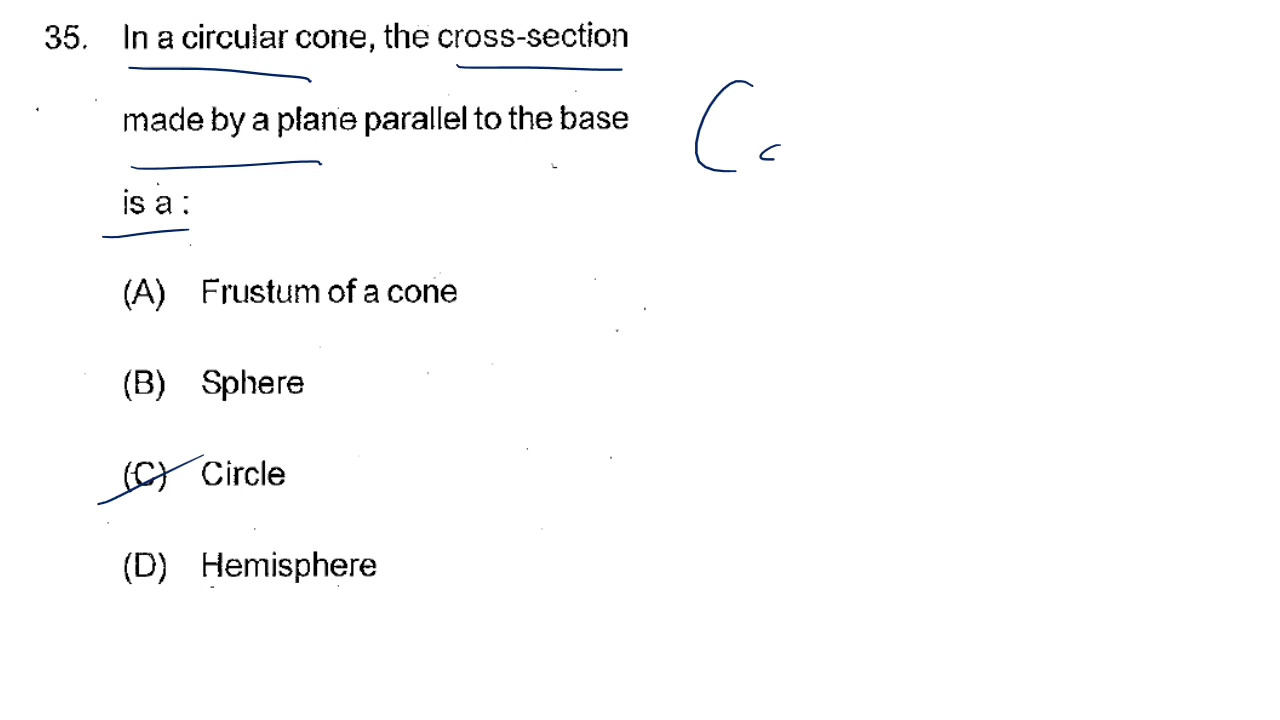 35. In a circular cone, the cross-section
made by a plane parallel to the base
is a :
(A) Frustum of a cone
(B) Sphere
(C) Circle
(D) Hemisphere